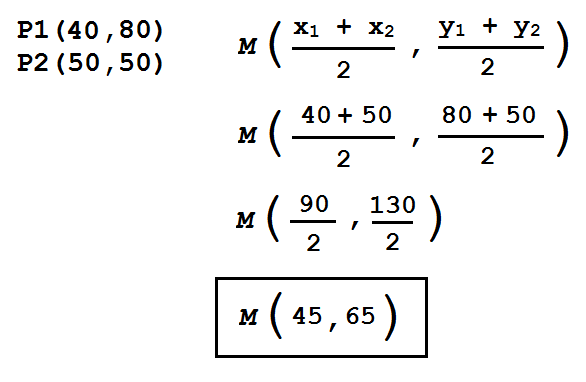 P1(40,80)
P2(50,50)
M ( x₁ + x₂ / 2 , y₁ + y₂ / 2 )
M ( 40 + 50 / 2 , 80 + 50 / 2 )
M ( 90 / 2 , 130 / 2 )
M ( 45 , 65 )